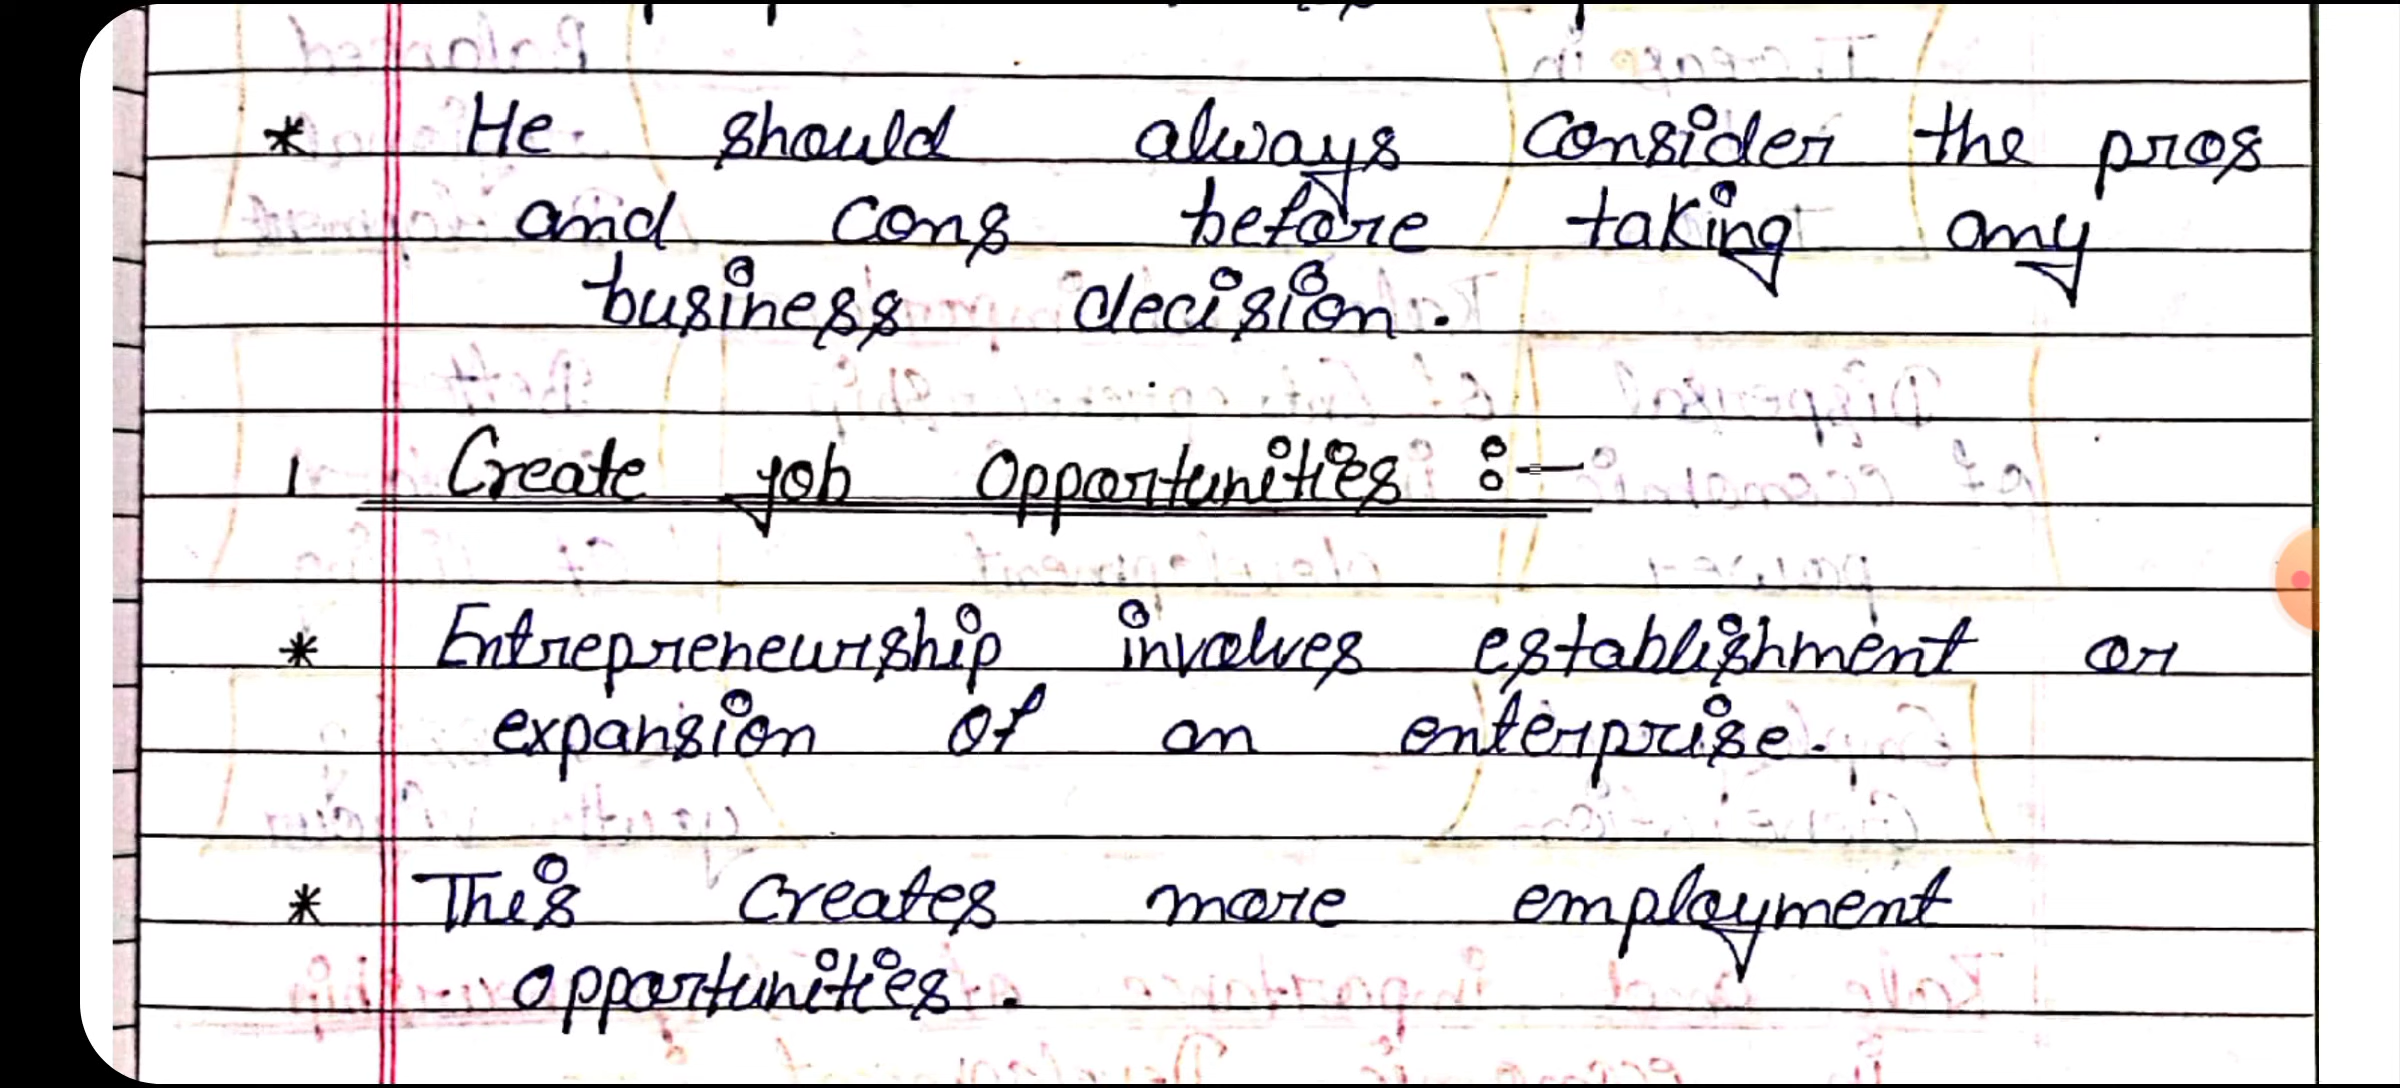 * He should always consider the pros
and cons before taking any
business decision.
1 Create job opportunities :-
* Entrepreneurship involves establishment or
expansion of an enterprise.
* This creates more employment
opportunities.